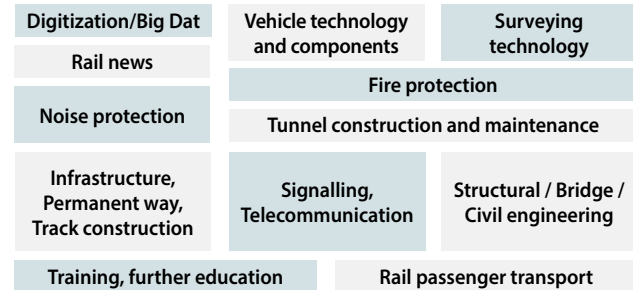 Digitization/Big Dat
Vehicle technology
and components
Surveying
technology
Rail news
Fire protection
Noise protection
Tunnel construction and maintenance
Infrastructure,
Permanent way,
Track construction
Signalling,
Telecommunication
Structural / Bridge /
Civil engineering
Training, further education
Rail passenger transport